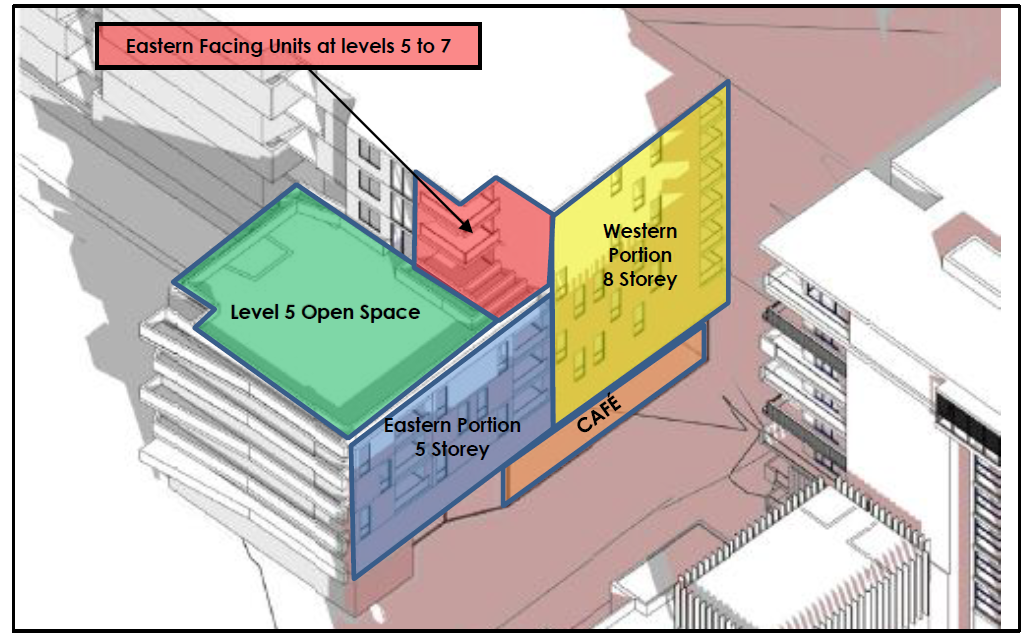 Eastern Facing Units at levels 5 to 7
Western
Portion
8 Storey
Level 5 Open Space
Eastern Portion
5 Storey
CAFÉ